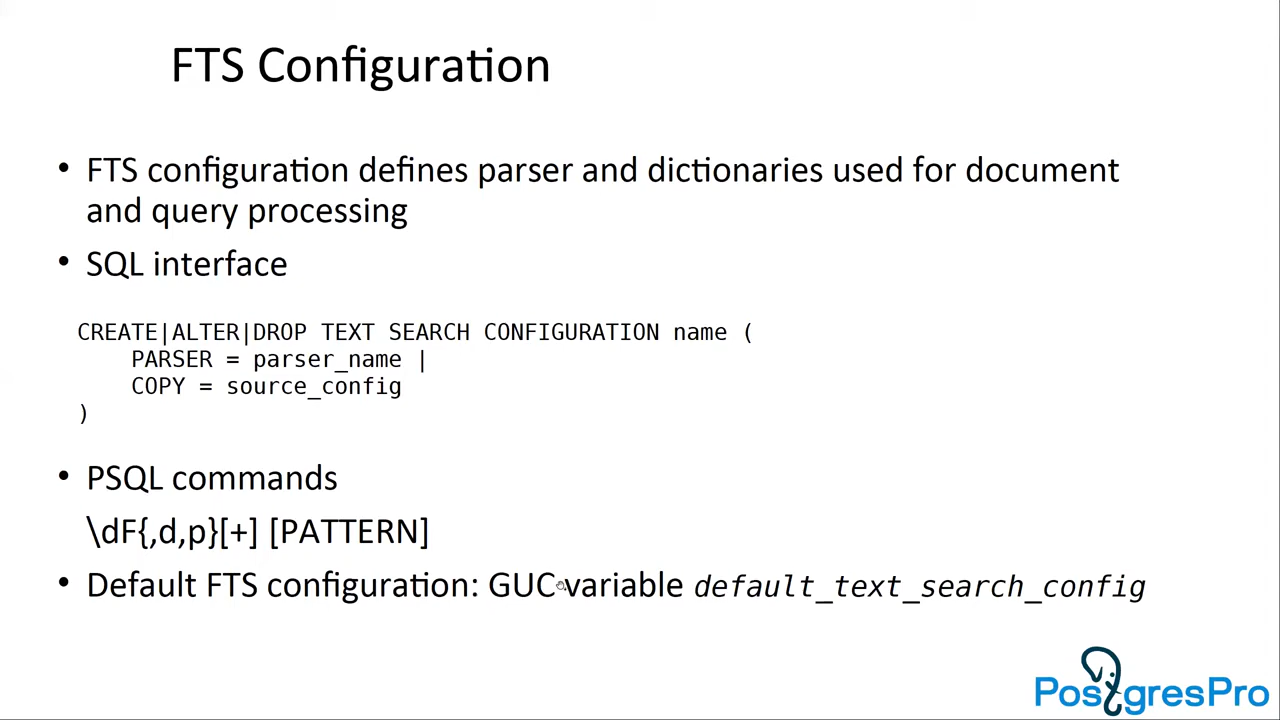 FTS Configuration
• FTS configuration defines parser and dictionaries used for document
and query processing
• SQL interface
CREATE|ALTER|DROP TEXT SEARCH CONFIGURATION name (
    PARSER = parser_name |
    COPY = source_config
)
• PSQL commands
\dF{,d,p}[+] [PATTERN]
• Default FTS configuration: GUC variable default_text_search_config
PostgresPro